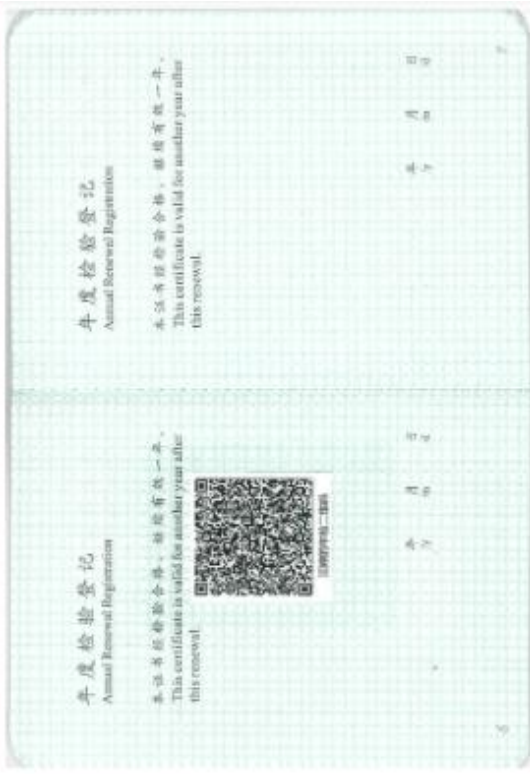 年度检验登记
Annual Renewal Registration
本证书经检验合格，继续有效一年。
This certificate is valid for another year after
this renewal.
年 月 日
y m d
6
年度检验登记
Annual Renewal Registration
本证书经检验合格，继续有效一年。
This certificate is valid for another year after
this renewal.
年 月 日
y m d
7